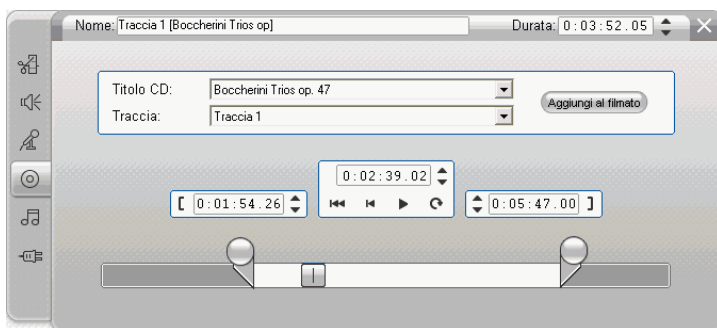 Nome: Traccia 1 [Boccherini Trios op] Durata: 0:03:52.05
Titolo CD: Boccherini Trios op. 47
Aggiungi al filmato
Traccia: Traccia 1
0:02:39.02
[ 0:01:54.26 0:05:47.00 ]